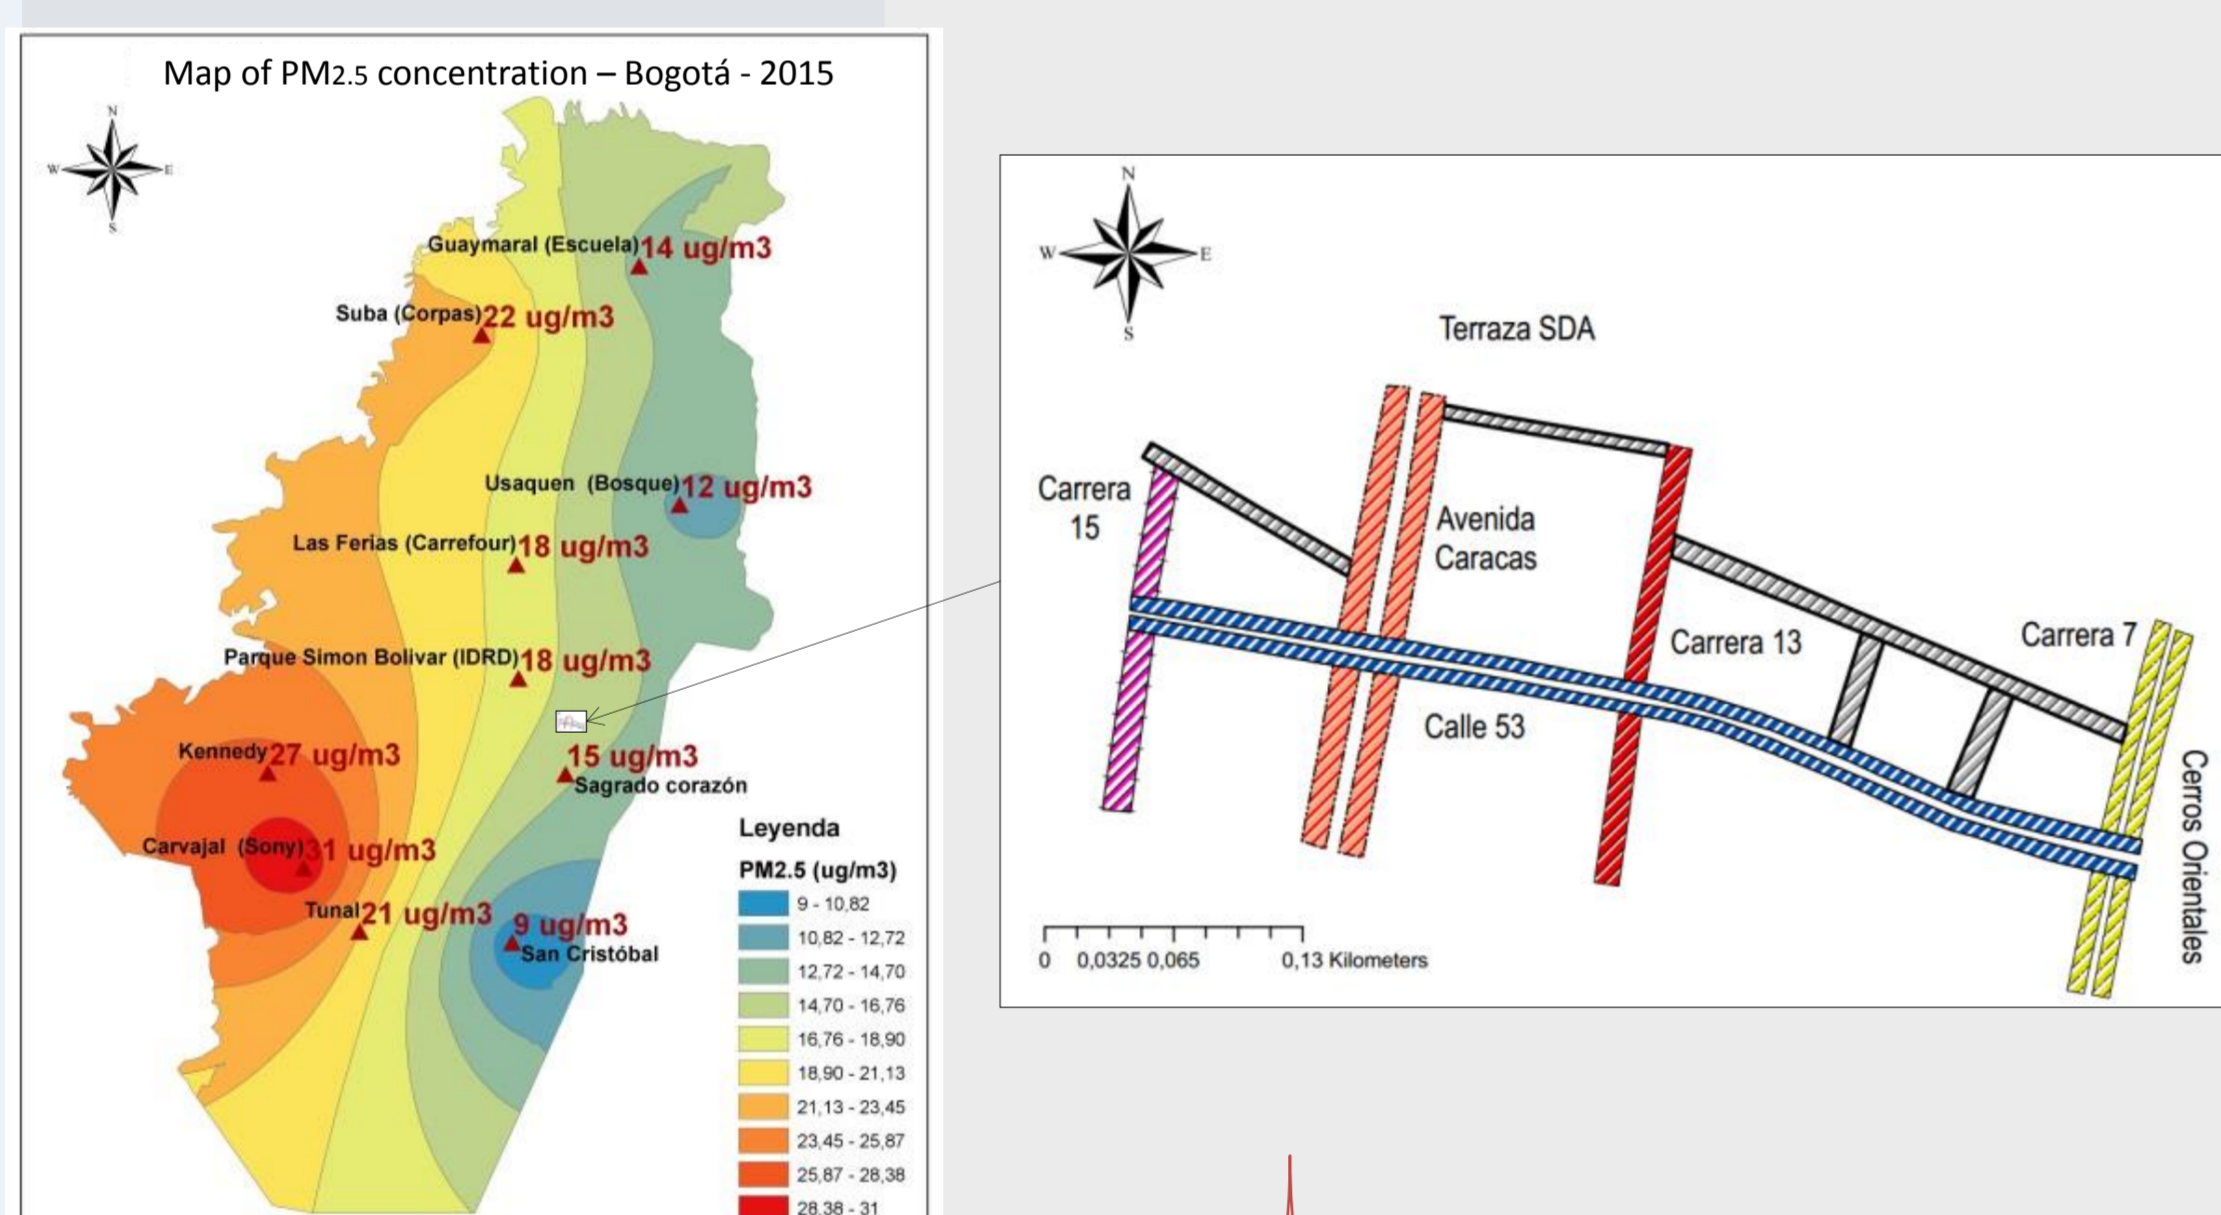 Map of PM2.5 concentration – Bogotá - 2015
N
W E
S
Guaymaral (Escuela) 14 ug/m3
Suba (Corpas) 22 ug/m3
Usaquen (Bosque) 12 ug/m3
Las Ferias (Carrefour) 18 ug/m3
Parque Simon Bolivar (IDRD) 18 ug/m3
Kennedy 27 ug/m3
15 ug/m3
Sagrado corazón
Carvajal (Sony) 31 ug/m3
Tunal 21 ug/m3
9 ug/m3
San Cristóbal
Leyenda
PM2.5 (ug/m3)
9 - 10,82
10,82 - 12,72
12,72 - 14,70
14,70 - 16,76
16,76 - 18,90
18,90 - 21,13
21,13 - 23,45
23,45 - 25,87
25,87 - 28,38
28,38 - 31
N
W E
S
Terraza SDA
Carrera
15
Avenida
Caracas
Carrera 13
Carrera 7
Calle 53
Cerros Orientales
0 0,0325 0,065 0,13 Kilometers